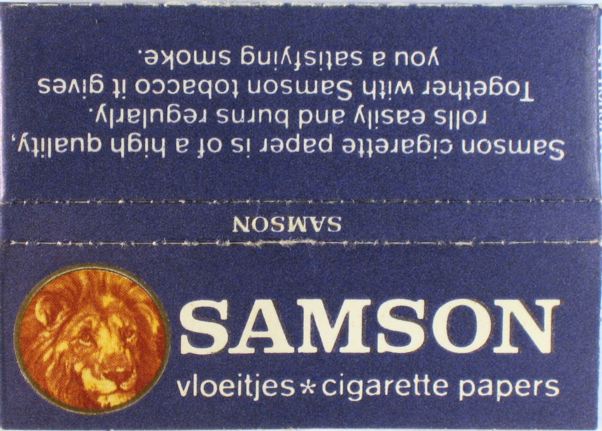 Samson cigarette paper is of a high quality,
rolls easily and burns regularly.
Together with Samson tobacco it gives
you a satisfying smoke.
SAMSON
SAMSON
vloeitjes*cigarette papers